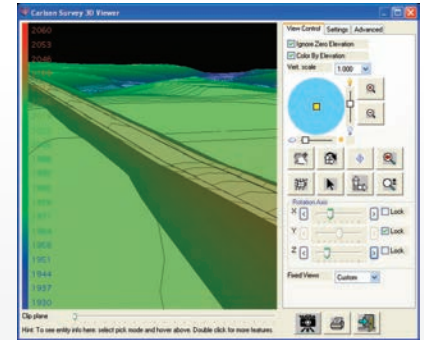 Carlson Survey 3D Viewer
View Control Settings Advanced
Ignore Zero Elevation
Color By Elevation
Vert. scale 1.000
2060
2053
2046
1951
1944
1937
1930
Rotation Axis
X < > Lock
Y < > Lock
Z < > Lock
Fixed Views Custom
Clip plane
Hint: To see entity info here: select pick mode and hover above. Double click for more features